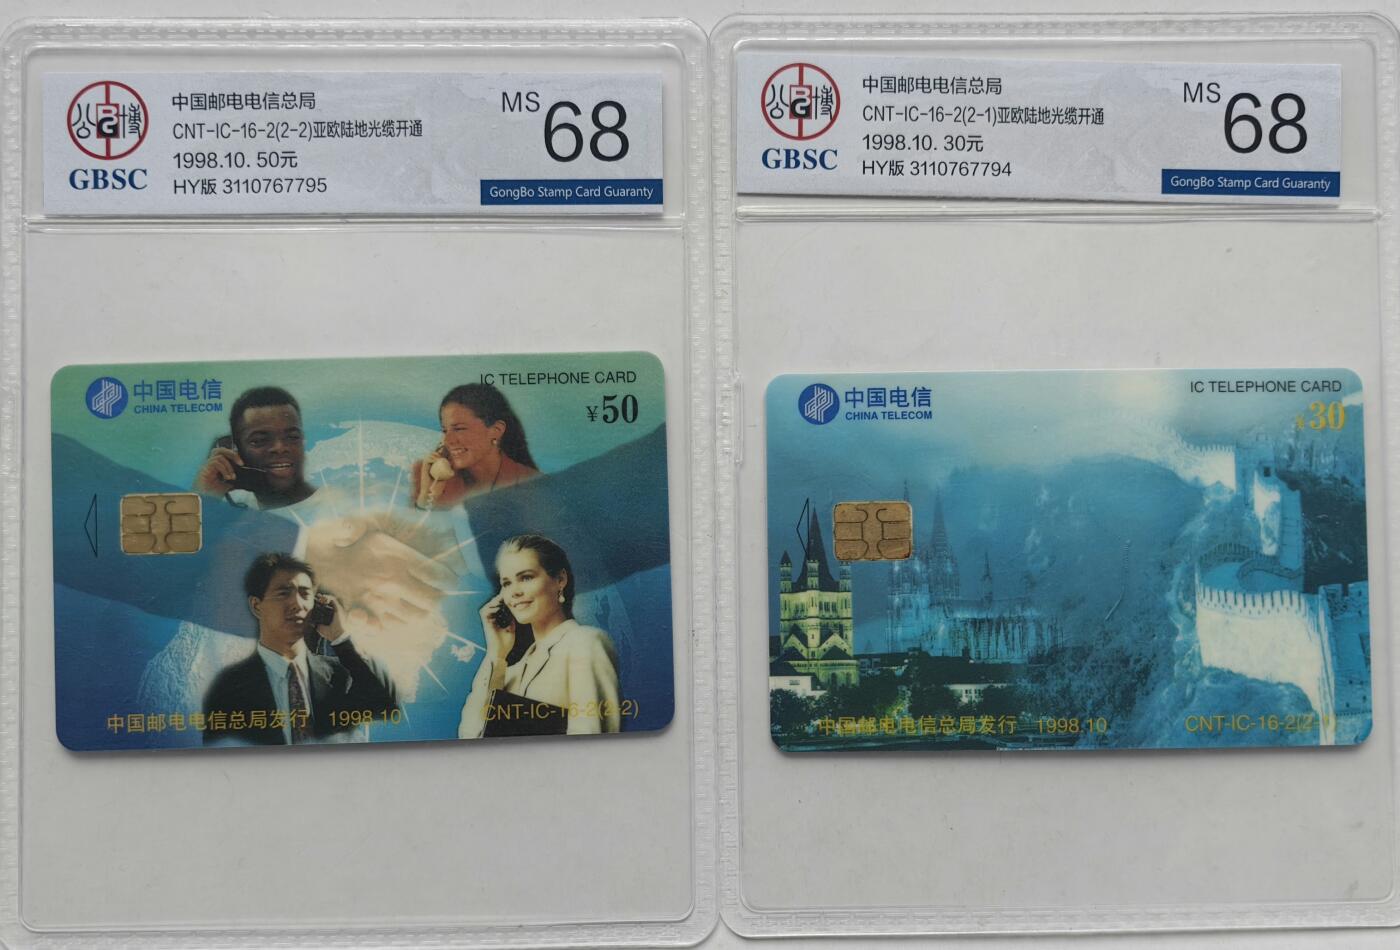 公博
BG
GBSC
中国邮电电信总局
CNT-IC-16-2(2-2)亚欧陆地光缆开通
1998.10. 50元
HY版 3110767795
MS 68
GongBo Stamp Card Guaranty
中国电信
CHINA TELECOM
IC TELEPHONE CARD
¥50
中国邮电电信总局发行 1998.10
CNT-IC-16-2(2-2)
公博
BG
GBSC
中国邮电电信总局
CNT-IC-16-2(2-1)亚欧陆地光缆开通
1998.10. 30元
HY版 3110767794
MS 68
GongBo Stamp Card Guaranty
中国电信
CHINA TELECOM
IC TELEPHONE CARD
¥30
中国邮电电信总局发行 1998.10
CNT-IC-16-2(2-1)